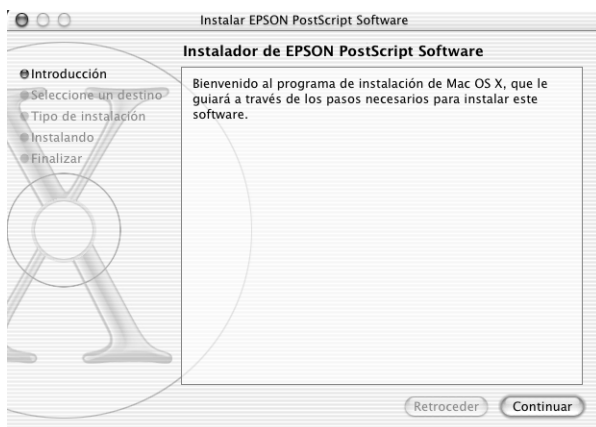 Instalar EPSON PostScript Software
Instalador de EPSON PostScript Software
Introducción
Seleccione un destino
Tipo de instalación
Instalando
Finalizar
Bienvenido al programa de instalación de Mac OS X, que le
guiará a través de los pasos necesarios para instalar este
software.
Retroceder
Continuar